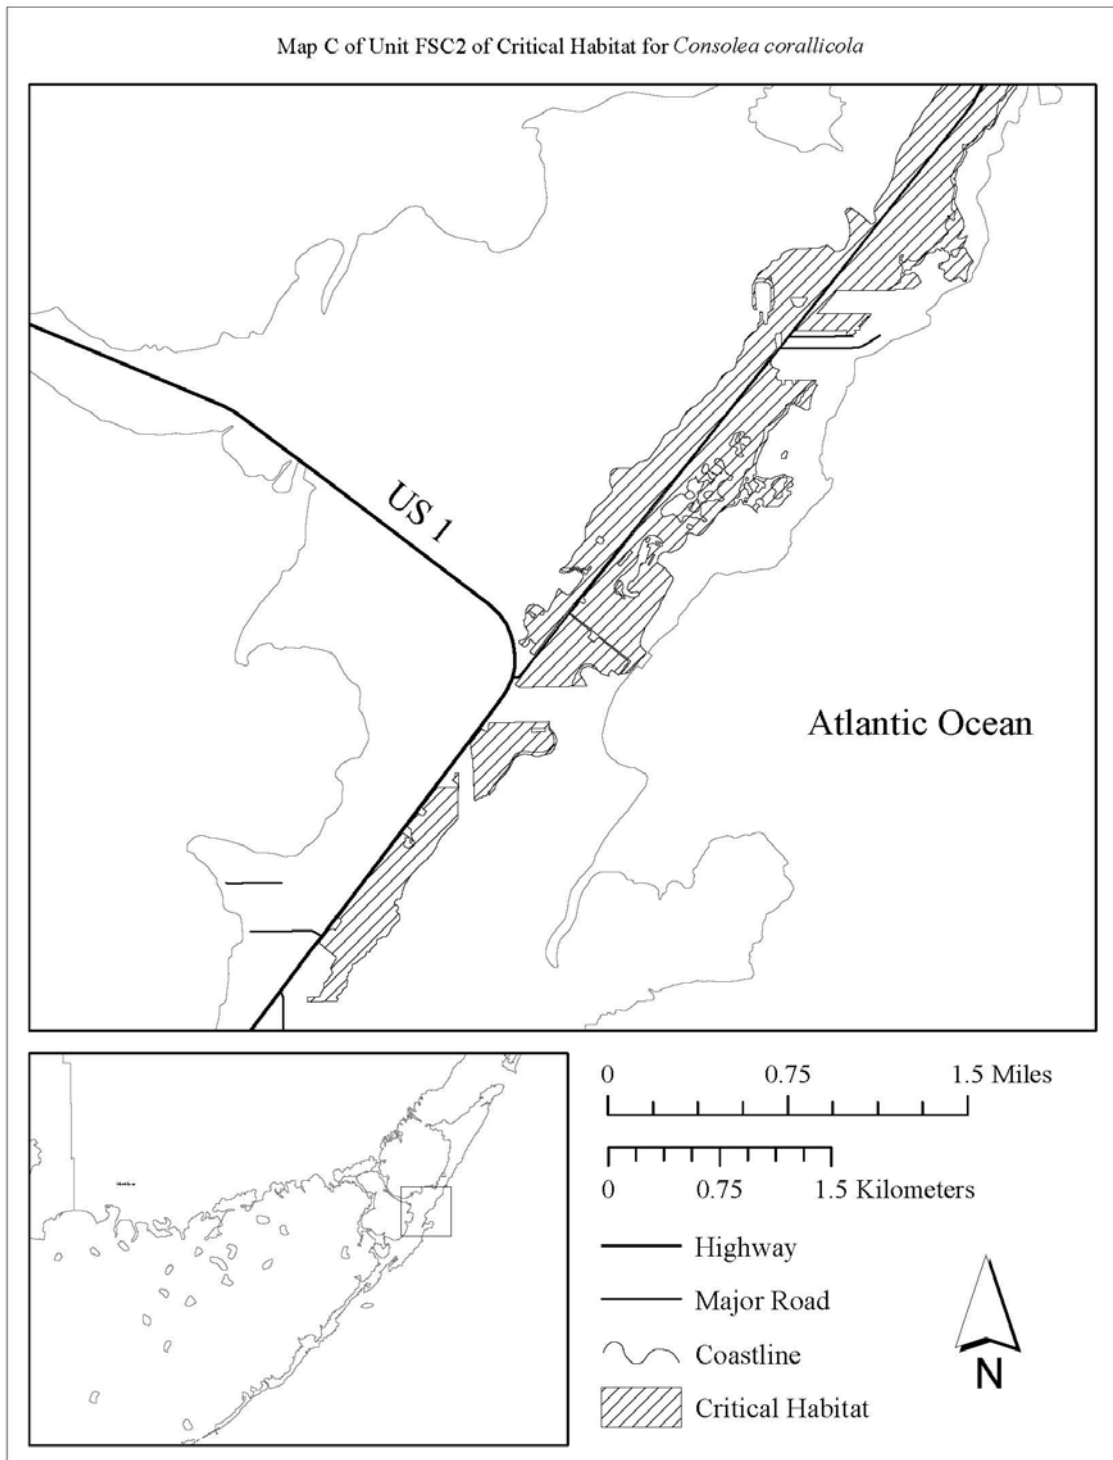 Map C of Unit FSC2 of Critical Habitat for Consolea corallicola
US 1
Atlantic Ocean
0 0.75 1.5 Miles
0 0.75 1.5 Kilometers
Highway
Major Road
Coastline
Critical Habitat
N